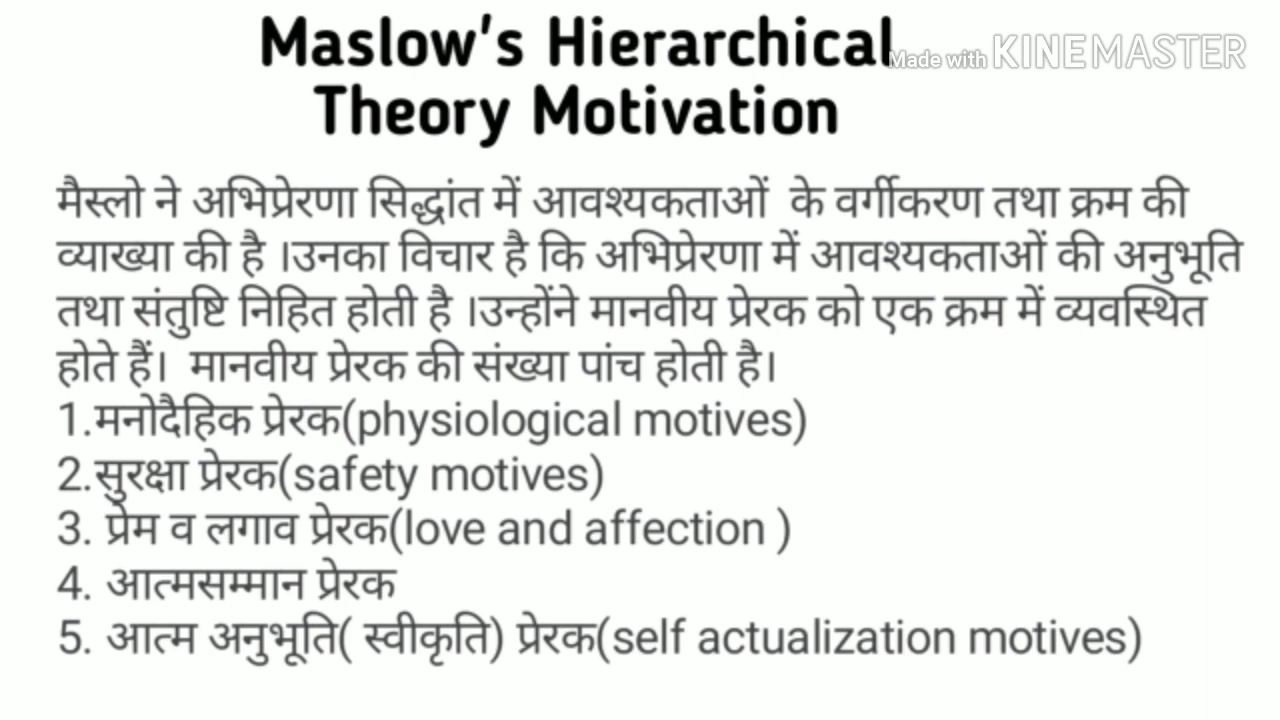 Maslow's Hierarchical
Made with KINEMASTER
Theory Motivation
मैस्लो ने अभिप्रेरणा सिद्धांत में आवश्यकताओं के वर्गीकरण तथा क्रम की
व्याख्या की है ।उनका विचार है कि अभिप्रेरणा में आवश्यकताओं की अनुभूति
तथा संतुष्टि निहित होती है ।उन्होंने मानवीय प्रेरक को एक क्रम में व्यवस्थित
होते हैं। मानवीय प्रेरक की संख्या पांच होती है।
1.मनोदैहिक प्रेरक(physiological motives)
2.सुरक्षा प्रेरक(safety motives)
3. प्रेम व लगाव प्रेरक(love and affection )
4. आत्मसम्मान प्रेरक
5. आत्म अनुभूति( स्वीकृति) प्रेरक(self actualization motives)